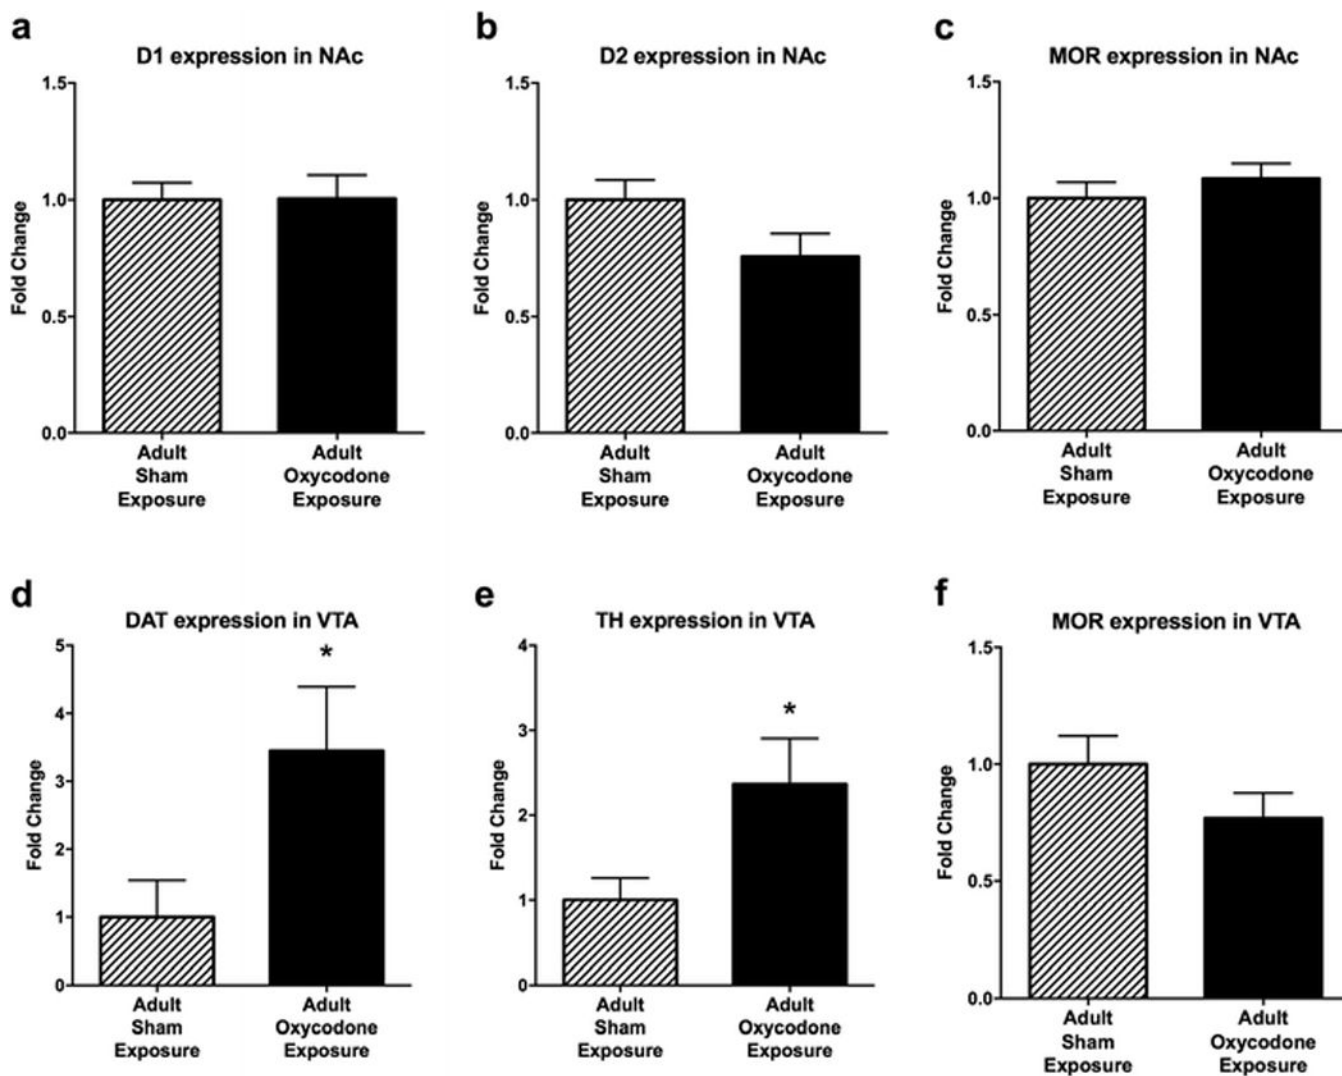 a
D1 expression in NAc
1.5
1.0
0.5
0.0
Fold Change
Adult
Sham
Exposure
Adult
Oxycodone
Exposure
b
D2 expression in NAc
1.5
1.0
0.5
0.0
Fold Change
Adult
Sham
Exposure
Adult
Oxycodone
Exposure
c
MOR expression in NAc
1.5
1.0
0.5
0.0
Fold Change
Adult
Sham
Exposure
Adult
Oxycodone
Exposure
d
DAT expression in VTA
5
4
3
2
1
0
Fold Change
*
Adult
Sham
Exposure
Adult
Oxycodone
Exposure
e
TH expression in VTA
4
3
2
1
0
Fold Change
*
Adult
Sham
Exposure
Adult
Oxycodone
Exposure
f
MOR expression in VTA
1.5
1.0
0.5
0.0
Fold Change
Adult
Sham
Exposure
Adult
Oxycodone
Exposure